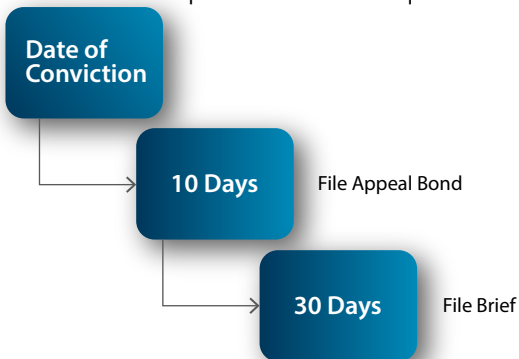 Date of
Conviction
10 Days
File Appeal Bond
30 Days
File Brief